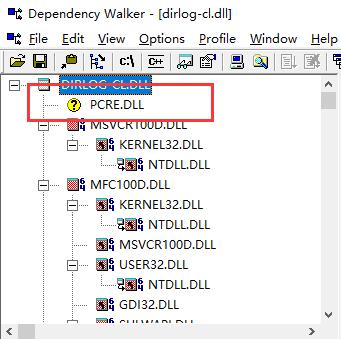 Dependency Walker - [dirlog-cl.dll]
File Edit View Options Profile Window
DIRLOG-CL.DLL
PCRE.DLL
MSVCR100D.DLL
KERNEL32.DLL
NTDLL.DLL
MFC100D.DLL
KERNEL32.DLL
NTDLL.DLL
MSVCR100D.DLL
USER32.DLL
NTDLL.DLL
GDI32.DLL
SHLWAPI.DLL